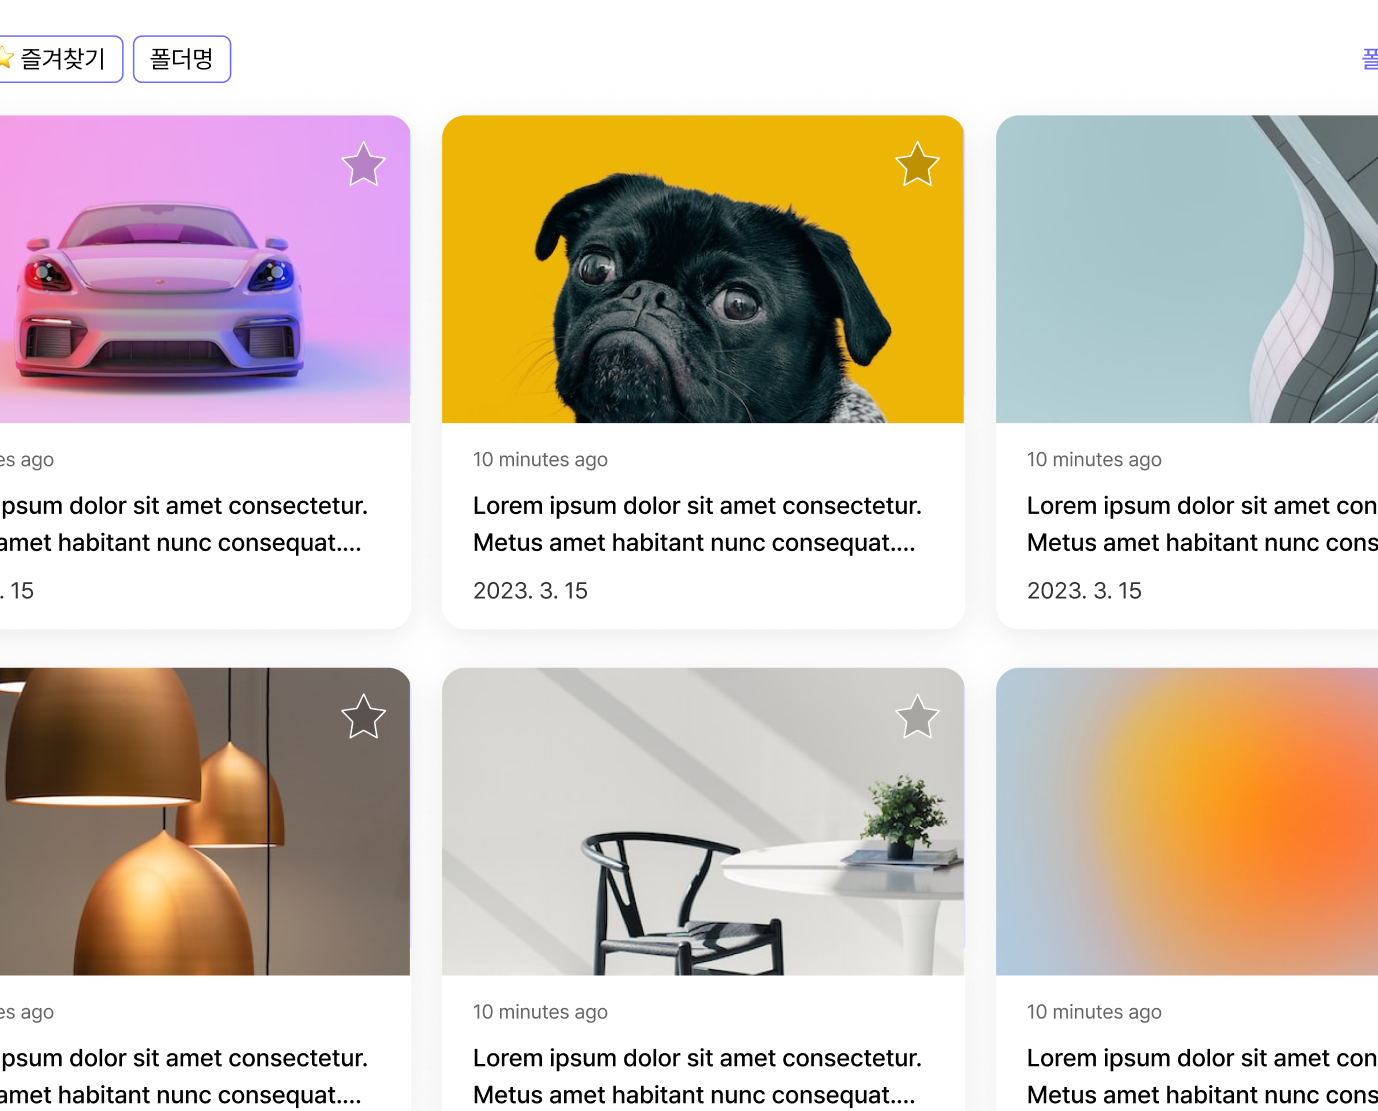 ⭐ 즐겨찾기 폴더명 폴
es ago 10 minutes ago 10 minutes ago
psum dolor sit amet consectetur. Lorem ipsum dolor sit amet consectetur. Lorem ipsum dolor sit amet con
amet habitant nunc consequat.... Metus amet habitant nunc consequat.... Metus amet habitant nunc cons
. 15 2023. 3. 15 2023. 3. 15
es ago 10 minutes ago 10 minutes ago
psum dolor sit amet consectetur. Lorem ipsum dolor sit amet consectetur. Lorem ipsum dolor sit amet con
amet habitant nunc consequat.... Metus amet habitant nunc consequat.... Metus amet habitant nunc cons